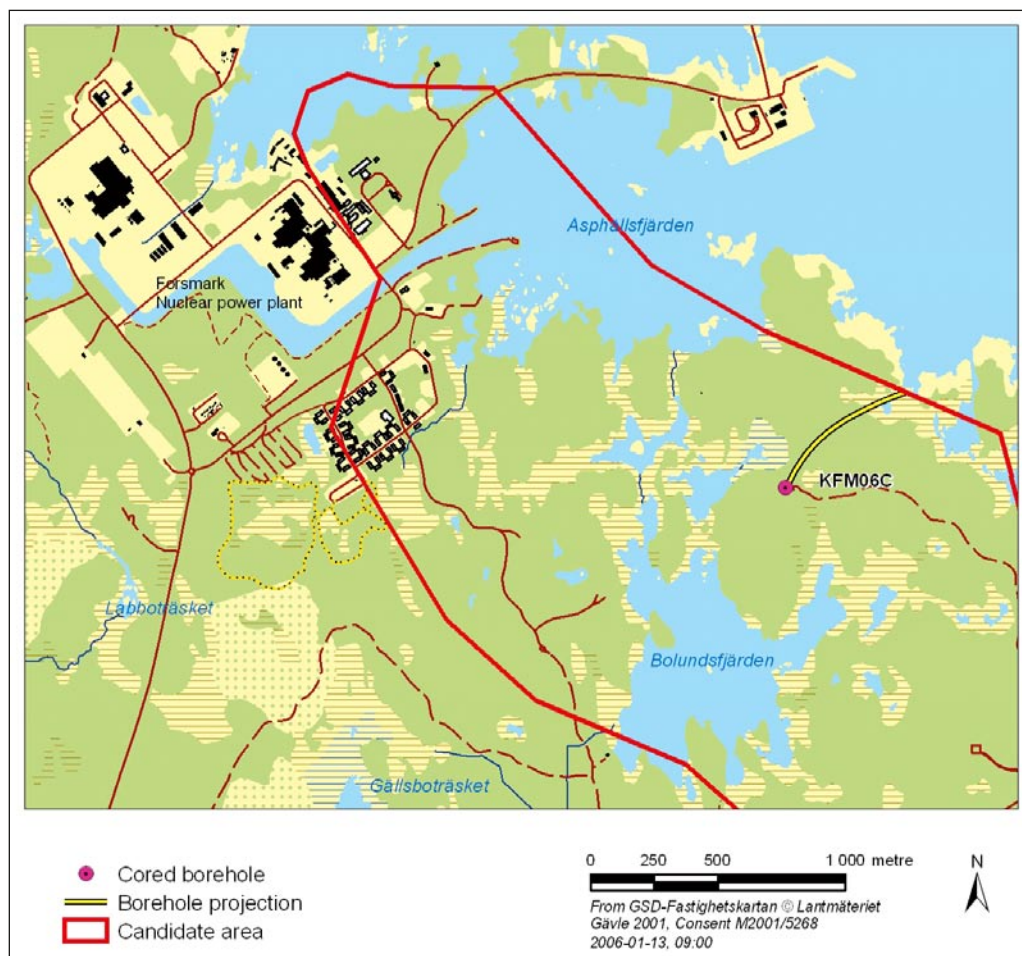 Asphällsfjärden
Forsmark
Nuclear power plant
KFM06C
Labboträsket
Bolundsfjärden
Gällsboträsket
Cored borehole
Borehole projection
Candidate area
0 250 500 1 000 metre
From GSD-Fastighetskartan © Lantmäteriet
Gävle 2001, Consent M2001/5268
2006-01-13, 09:00
N